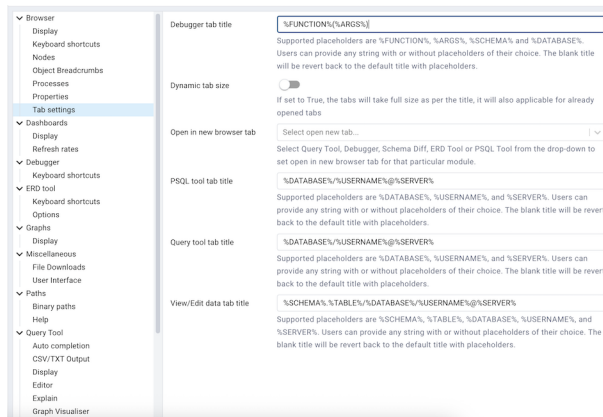 Browser
Display
Keyboard shortcuts
Nodes
Object Breadcrumbs
Processes
Properties
Tab settings
Dashboards
Display
Refresh rates
Debugger
Keyboard shortcuts
ERD tool
Keyboard shortcuts
Options
Graphs
Display
Miscellaneous
File Downloads
User Interface
Paths
Binary paths
Help
Query Tool
Auto completion
CSV/TXT Output
Display
Editor
Explain
Graph Visualiser
Debugger tab title
%FUNCTION%(%ARGS%)
Supported placeholders are %FUNCTION%, %ARGS%, %SCHEMA% and %DATABASE%.
Users can provide any string with or without placeholders of their choice. The blank title
will be revert back to the default title with placeholders.
Dynamic tab size
If set to True, the tabs will take full size as per the title, it will also applicable for already
opened tabs
Open in new browser tab
Select open new tab...
Select Query Tool, Debugger, Schema Diff, ERD Tool or PSQL Tool from the drop-down to
set open in new browser tab for that particular module.
PSQL tool tab title
%DATABASE%/%USERNAME%@%SERVER%
Supported placeholders are %DATABASE%, %USERNAME%, and %SERVER%. Users can
provide any string with or without placeholders of their choice. The blank title will be revert
back to the default title with placeholders.
Query tool tab title
%DATABASE%/%USERNAME%@%SERVER%
Supported placeholders are %DATABASE%, %USERNAME%, and %SERVER%. Users can
provide any string with or without placeholders of their choice. The blank title will be revert
back to the default title with placeholders.
View/Edit data tab title
%SCHEMA%.%TABLE%/%DATABASE%/%USERNAME%@%SERVER%
Supported placeholders are %SCHEMA%, %TABLE%, %DATABASE%, %USERNAME%, and
%SERVER%. Users can provide any string with or without placeholders of their choice. The
blank title will be revert back to the default title with placeholders.